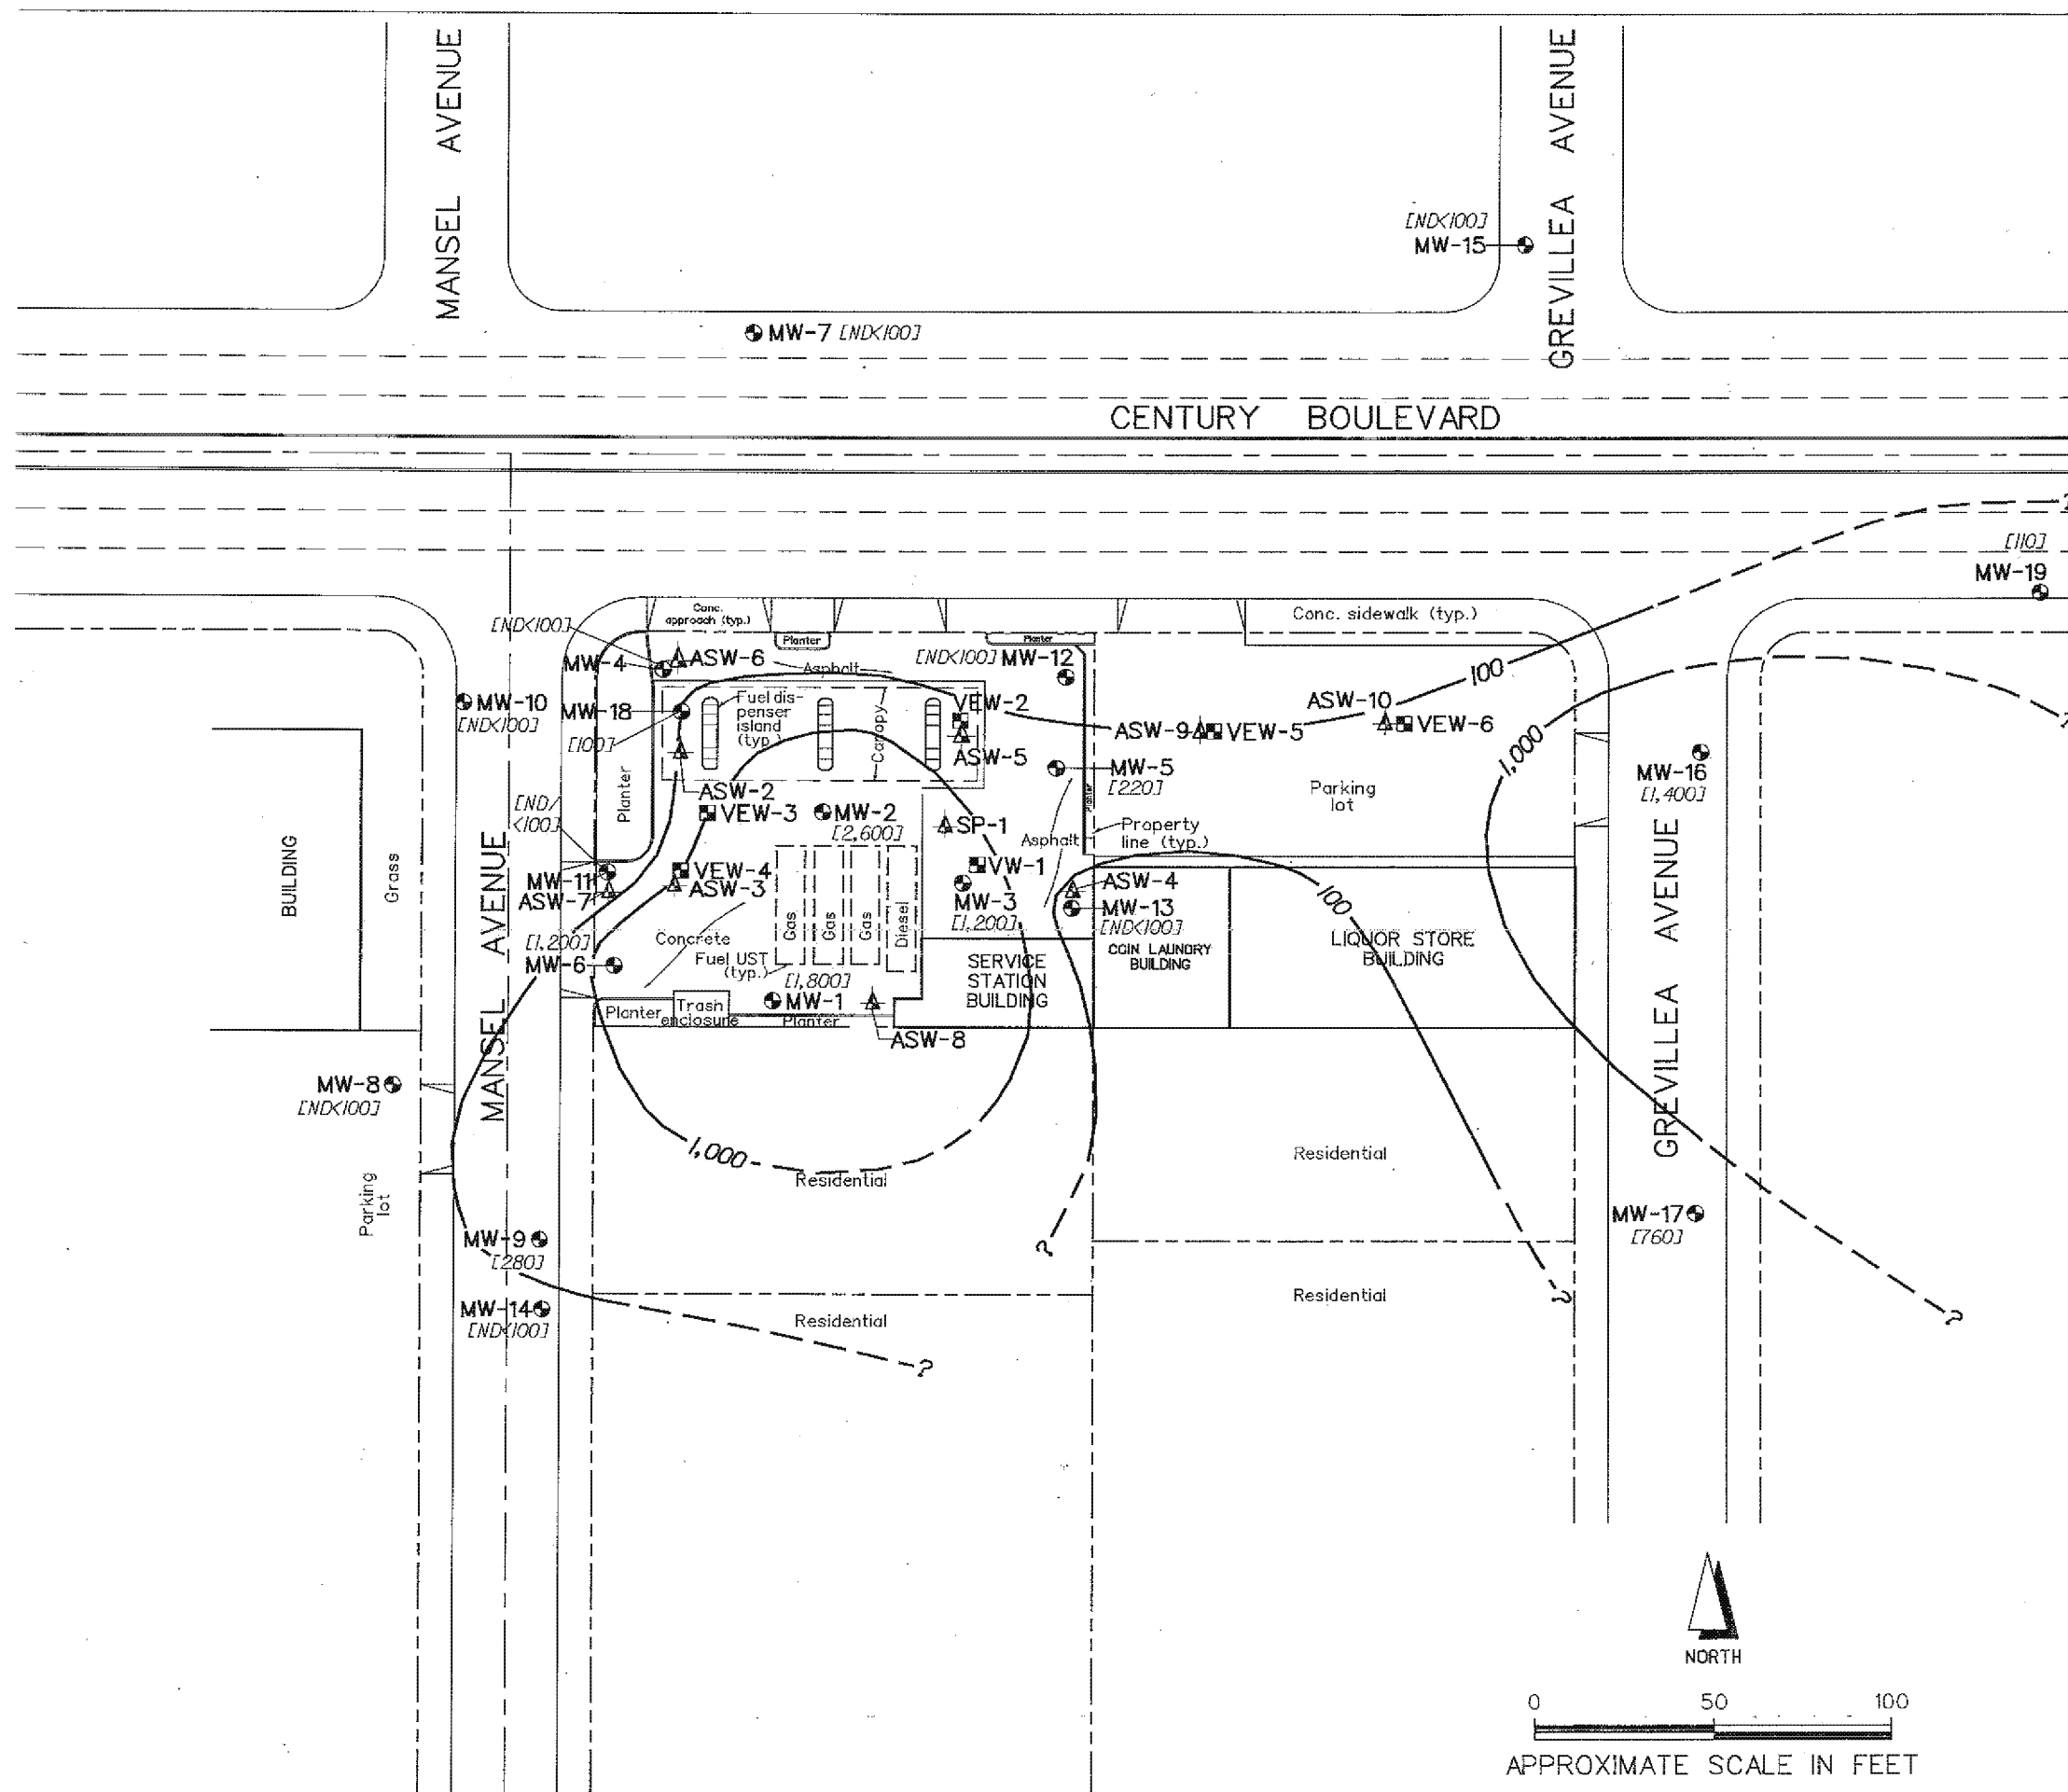 MANSEL AVENUE
GREVILLEA AVENUE
[ND<100]
MW-15
MW-7 [ND<100]
CENTURY BOULEVARD
?
[110]
MW-19
Conc.
approach (typ.)
Conc. sidewalk (typ.)
[ND<100]
Planter
Planter
MW-4
ASW-6
Asphalt
[ND<100] MW-12
100
MW-10
[ND<100]
MW-18
[100]
Fuel dis-
penser
island
(typ.)
Canopy
VEW-2
ASW-5
ASW-9
VEW-5
ASW-10
VEW-6
?
1,000
MW-5
[220]
MW-16
[1,400]
Parking
lot
ASW-2
VEW-3
MW-2
[2,600]
SP-1
Asphalt
Planter
Property
line (typ.)
[ND/
<100]
Planter
BUILDING
Grass
MW-11
ASW-7
VEW-4
ASW-3
VW-1
MW-3
[1,200]
ASW-4
MW-13
[ND<100]
100
Gas
Gas
Gas
Diesel
[1,200]
MW-6
Concrete
Fuel UST
(typ.)
[1,800]
MW-1
SERVICE
STATION
BUILDING
COIN LAUNDRY
BUILDING
LIQUOR STORE
BUILDING
Planter
Trash
enclosure
Planter
ASW-8
MANSEL AVENUE
GREVILLEA AVENUE
MW-8
[ND<100]
1,000
Residential
Residential
Parking
lot
MW-9
[280]
MW-17
[760]
?
MW-14
[ND<100]
Residential
Residential
?
?
?
NORTH
0 50 100
APPROXIMATE SCALE IN FEET